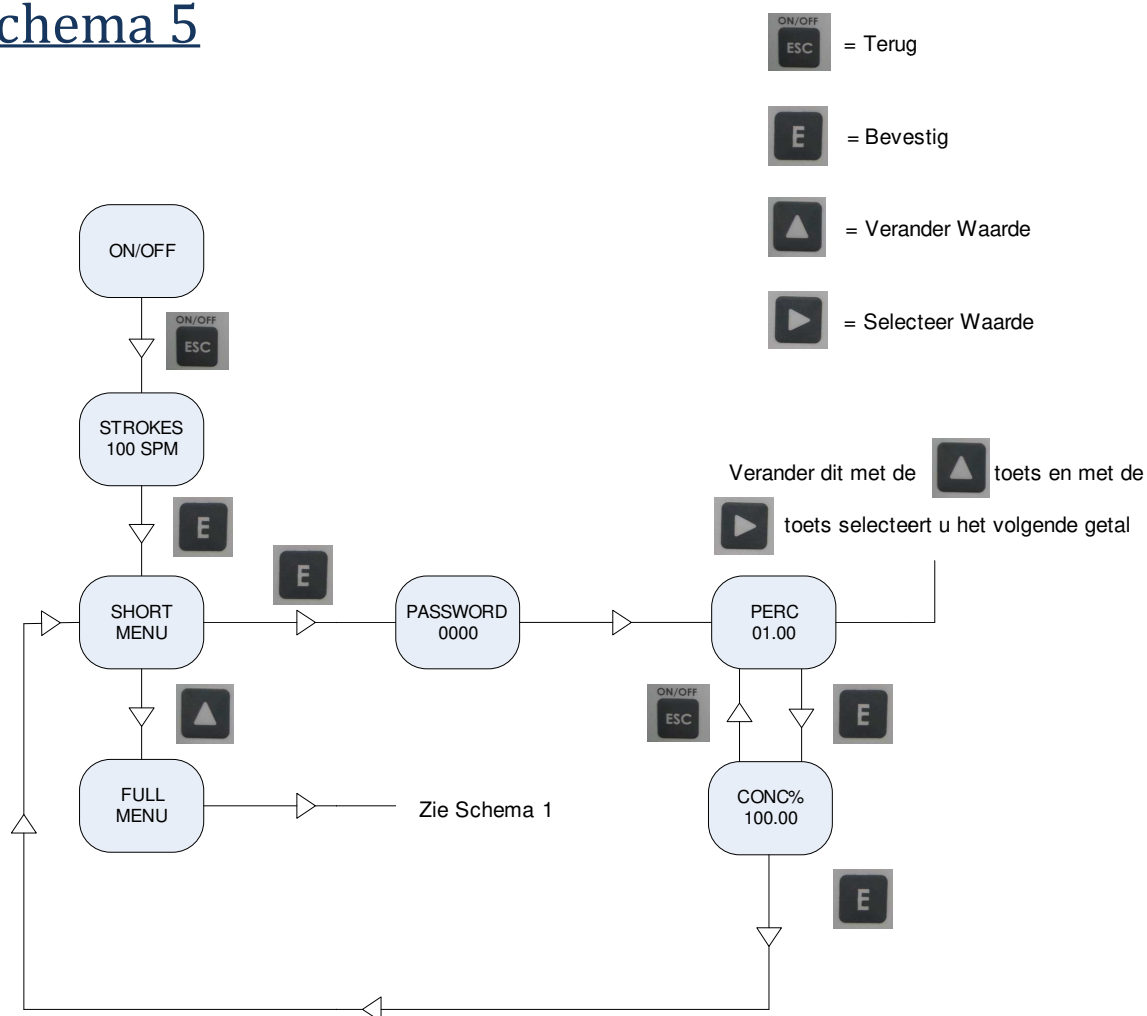 chema 5
ON/OFF
ESC
= Terug
E
= Bevestig
= Verander Waarde
= Selecteer Waarde
ON/OFF
ON/OFF
ESC
STROKES
100 SPM
E
E
SHORT
MENU
PASSWORD
0000
Verander dit met de toets en met de
toets selecteert u het volgende getal
PERC
01.00
ON/OFF
ESC
E
FULL
MENU
Zie Schema 1
CONC%
100.00
E